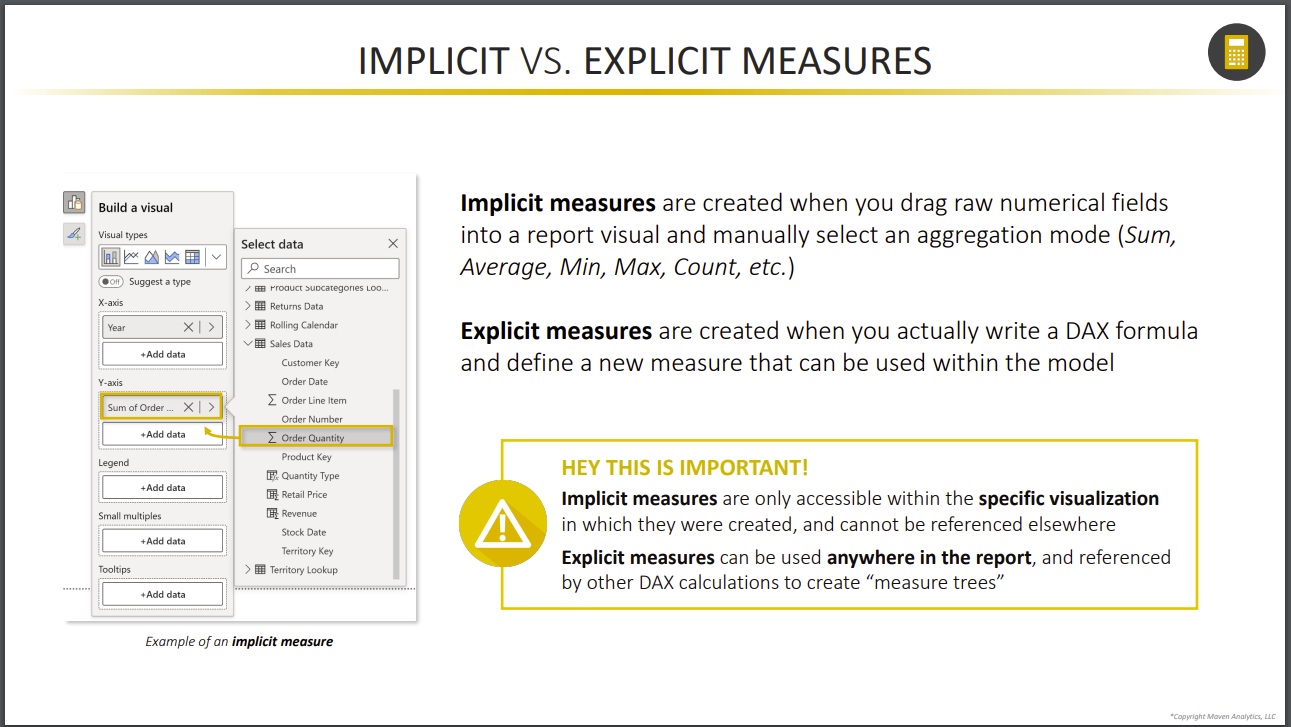 IMPLICIT VS. EXPLICIT MEASURES
Build a visual
Visual types
Off Suggest a type
X-axis
Year
+Add data
Y-axis
Sum of Order ...
+Add data
Legend
+Add data
Small multiples
+Add data
Tooltips
+Add data
Select data
Search
Product Subcategories Loo...
Returns Data
Rolling Calendar
Sales Data
Customer Key
Order Date
Order Line Item
Order Number
Order Quantity
Product Key
Quantity Type
Retail Price
Revenue
Stock Date
Territory Key
Territory Lookup
Example of an implicit measure
Implicit measures are created when you drag raw numerical fields
into a report visual and manually select an aggregation mode (Sum,
Average, Min, Max, Count, etc.)
Explicit measures are created when you actually write a DAX formula
and define a new measure that can be used within the model
HEY THIS IS IMPORTANT!
Implicit measures are only accessible within the specific visualization
in which they were created, and cannot be referenced elsewhere
Explicit measures can be used anywhere in the report, and referenced
by other DAX calculations to create “measure trees”
*Copyright Maven Analytics, LLC